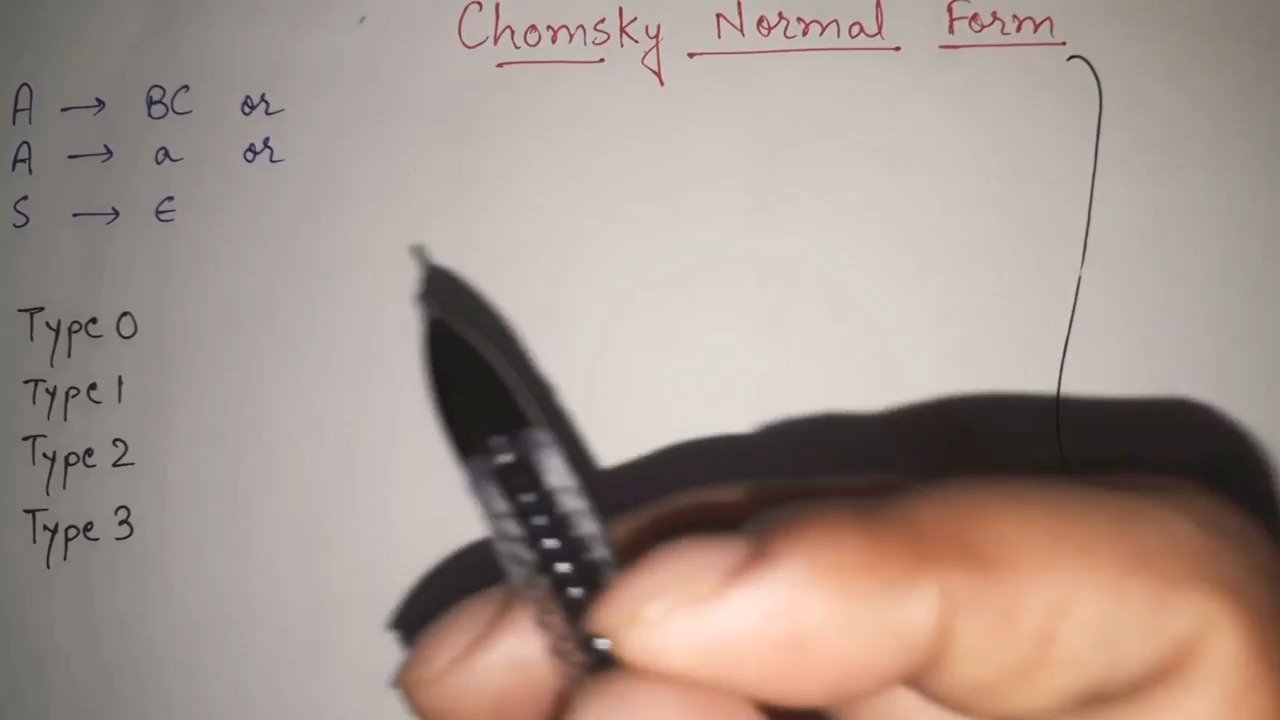 Chomsky Normal Form
A → BC or
A → a or
S → ϵ
Type 0
Type 1
Type 2
Type 3